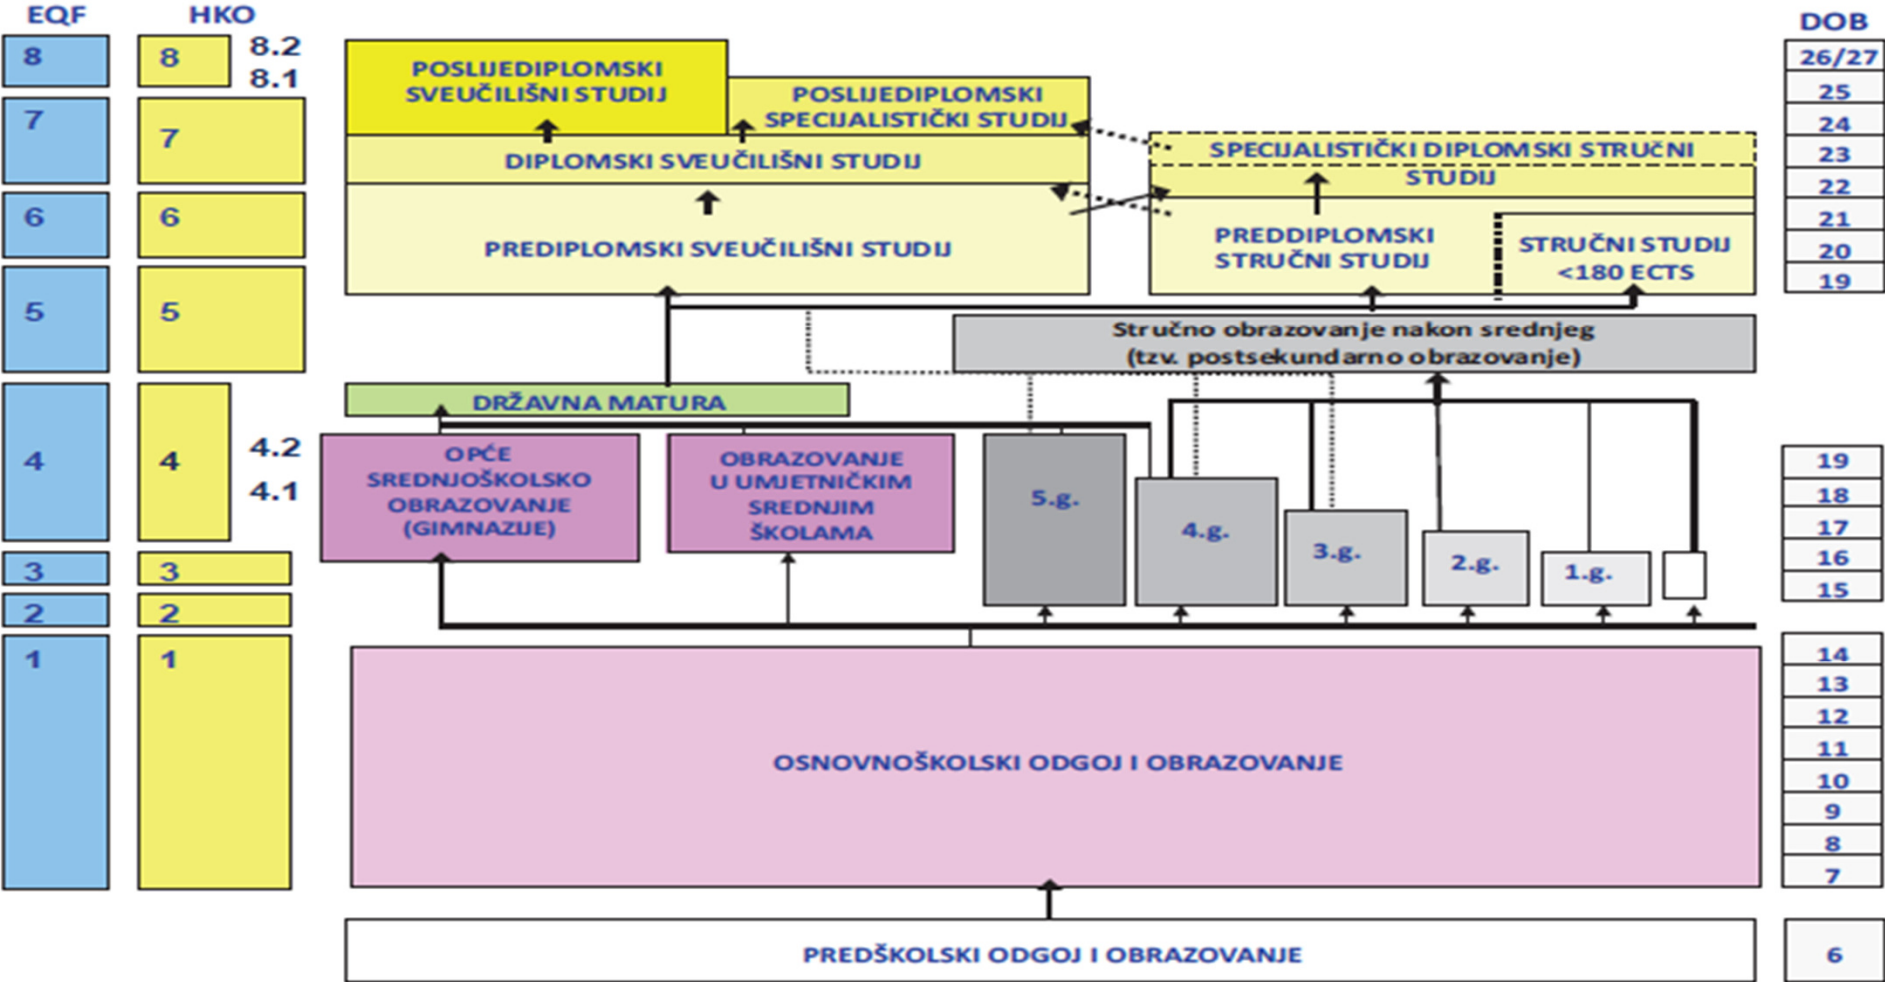 EQF
HKO
DOB
8
8
8.2
8.1
7
7
6
6
5
5
4
4
4.2
4.1
3
3
2
2
1
1
POSLIJEDIPLOMSKI
SVEUČILIŠNI STUDIJ
POSLIJEDIPLOMSKI
SPECIJALISTIČKI STUDIJ
DIPLOMSKI SVEUČILIŠNI STUDIJ
SPECIJALISTIČKI DIPLOMSKI STRUČNI
STUDIJ
PREDIPLOMSKI SVEUČILIŠNI STUDIJ
PREDDIPLOMSKI
STRUČNI STUDIJ
STRUČNI STUDIJ
<180 ECTS
Stručno obrazovanje nakon srednjeg
(tzv. postsekundarno obrazovanje)
DRŽAVNA MATURA
OPĆE
SREDNJOŠKOLSKO
OBRAZOVANJE
(GIMNAZIJE)
OBRAZOVANJE
U UMJETNIČKIM
SREDNJIM
ŠKOLAMA
5.g.
4.g.
3.g.
2.g.
1.g.
OSNOVNOŠKOLSKI ODGOJ I OBRAZOVANJE
PREDŠKOLSKI ODGOJ I OBRAZOVANJE
26/27
25
24
23
22
21
20
19
19
18
17
16
15
14
13
12
11
10
9
8
7
6